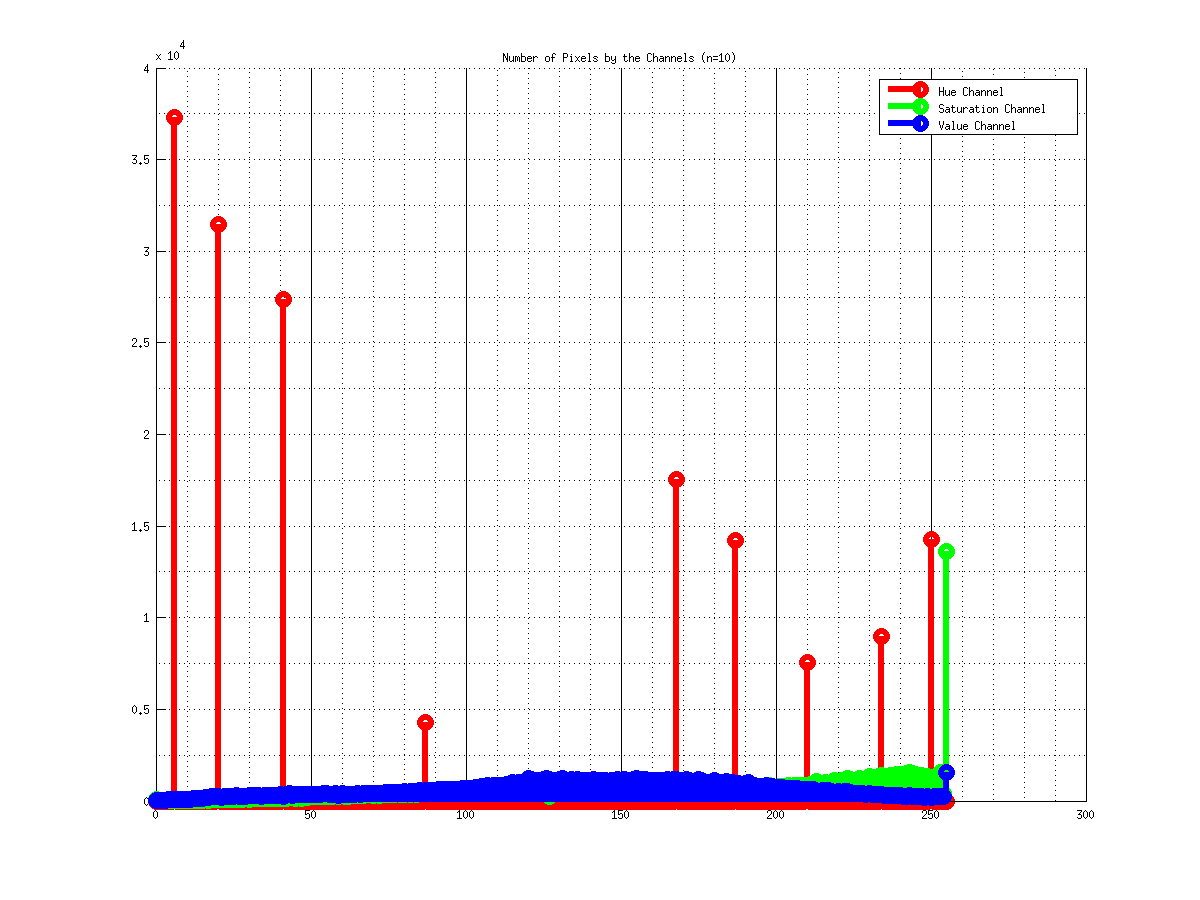 x 10 4
Number of Pixels by the Channels (n=10)
4
3.5
3
2.5
2
1.5
1
0.5
0
Hue Channel
Saturation Channel
Value Channel
0 50 100 150 200 250 300